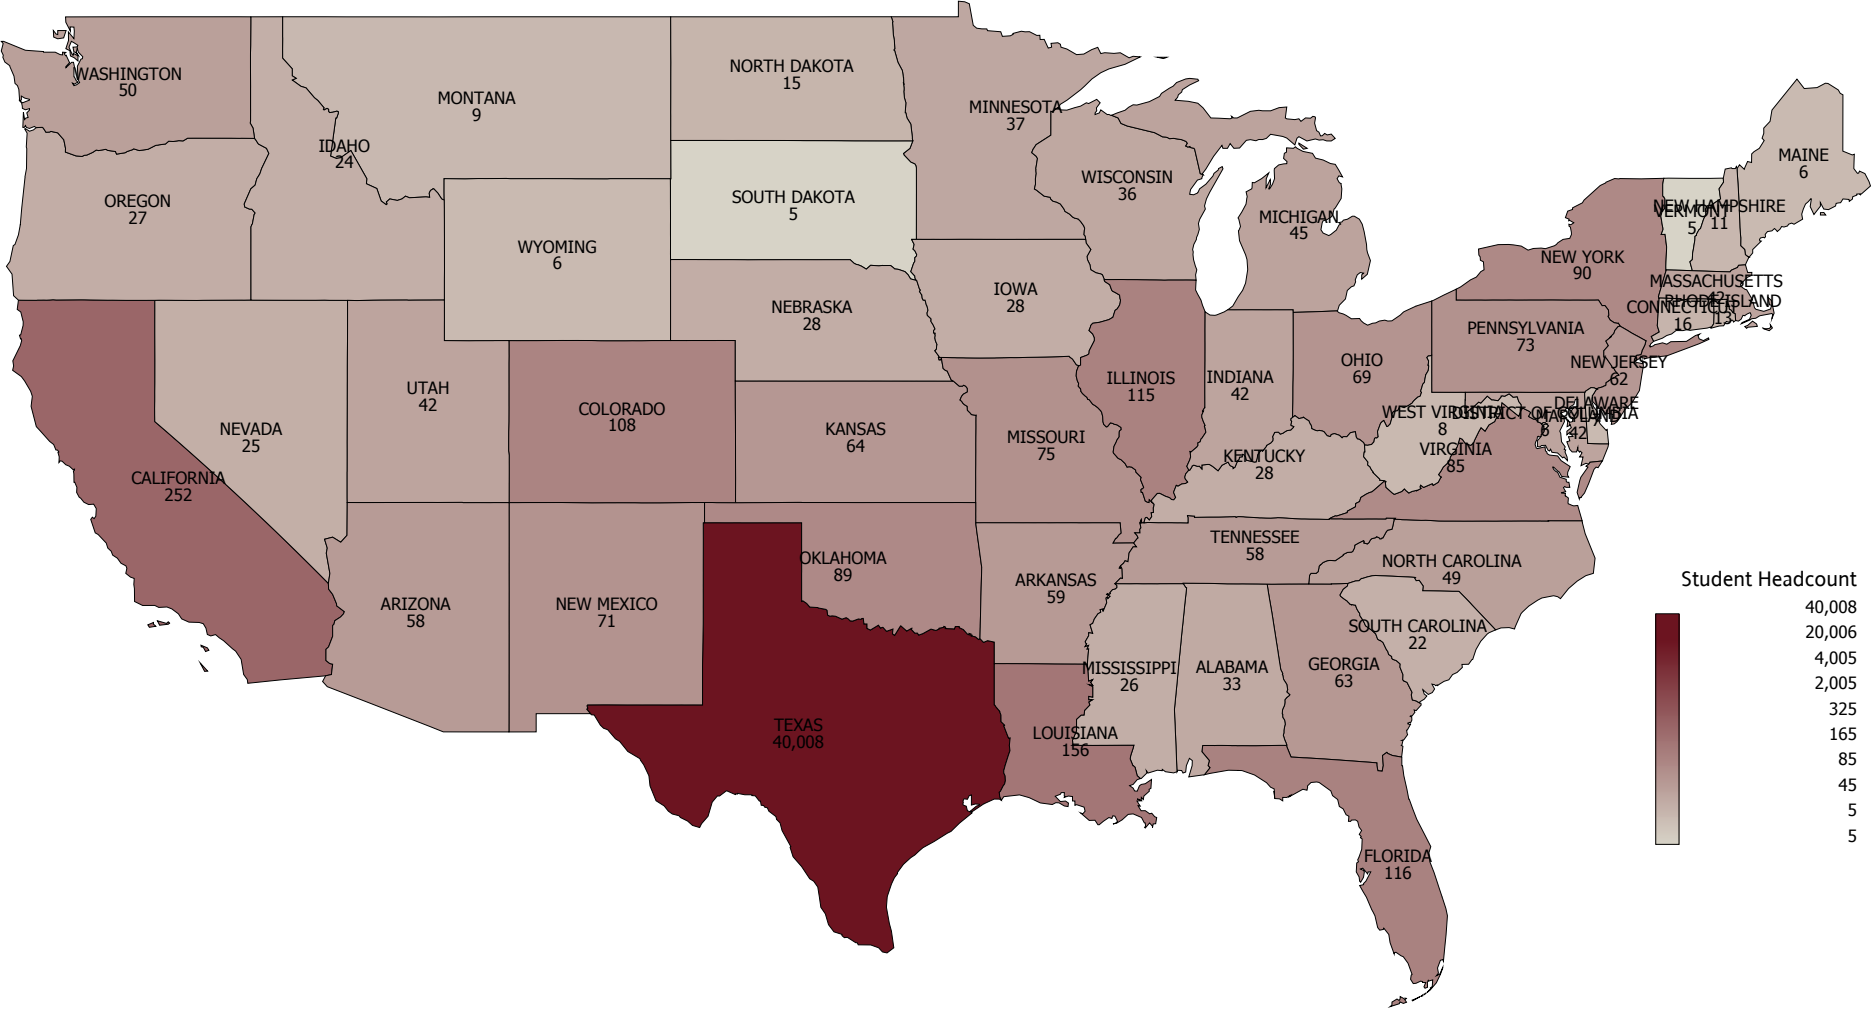 WASHINGTON
50
MONTANA
9
NORTH DAKOTA
15
MINNESOTA
37
IDAHO
24
OREGON
27
WYOMING
6
SOUTH DAKOTA
5
WISCONSIN
36
MICHIGAN
45
MAINE
6
NEW HAMPSHIRE
11
VERMONT
5
NEW YORK
90
MASSACHUSETTS
42
RHODE ISLAND
13
CONNECTICUT
16
NEBRASKA
28
IOWA
28
PENNSYLVANIA
73
NEW JERSEY
62
OHIO
69
INDIANA
42
ILLINOIS
115
UTAH
42
COLORADO
108
NEVADA
25
KANSAS
64
MISSOURI
75
WEST VIRGINIA
8
DISTRICT OF COLUMBIA
DELAWARE
MARYLAND
42
VIRGINIA
85
KENTUCKY
28
CALIFORNIA
252
TENNESSEE
58
NORTH CAROLINA
49
OKLAHOMA
89
ARKANSAS
59
ARIZONA
58
NEW MEXICO
71
SOUTH CAROLINA
22
MISSISSIPPI
26
ALABAMA
33
GEORGIA
63
TEXAS
40,008
LOUISIANA
156
FLORIDA
116
Student Headcount
40,008
20,006
4,005
2,005
325
165
85
45
5
5